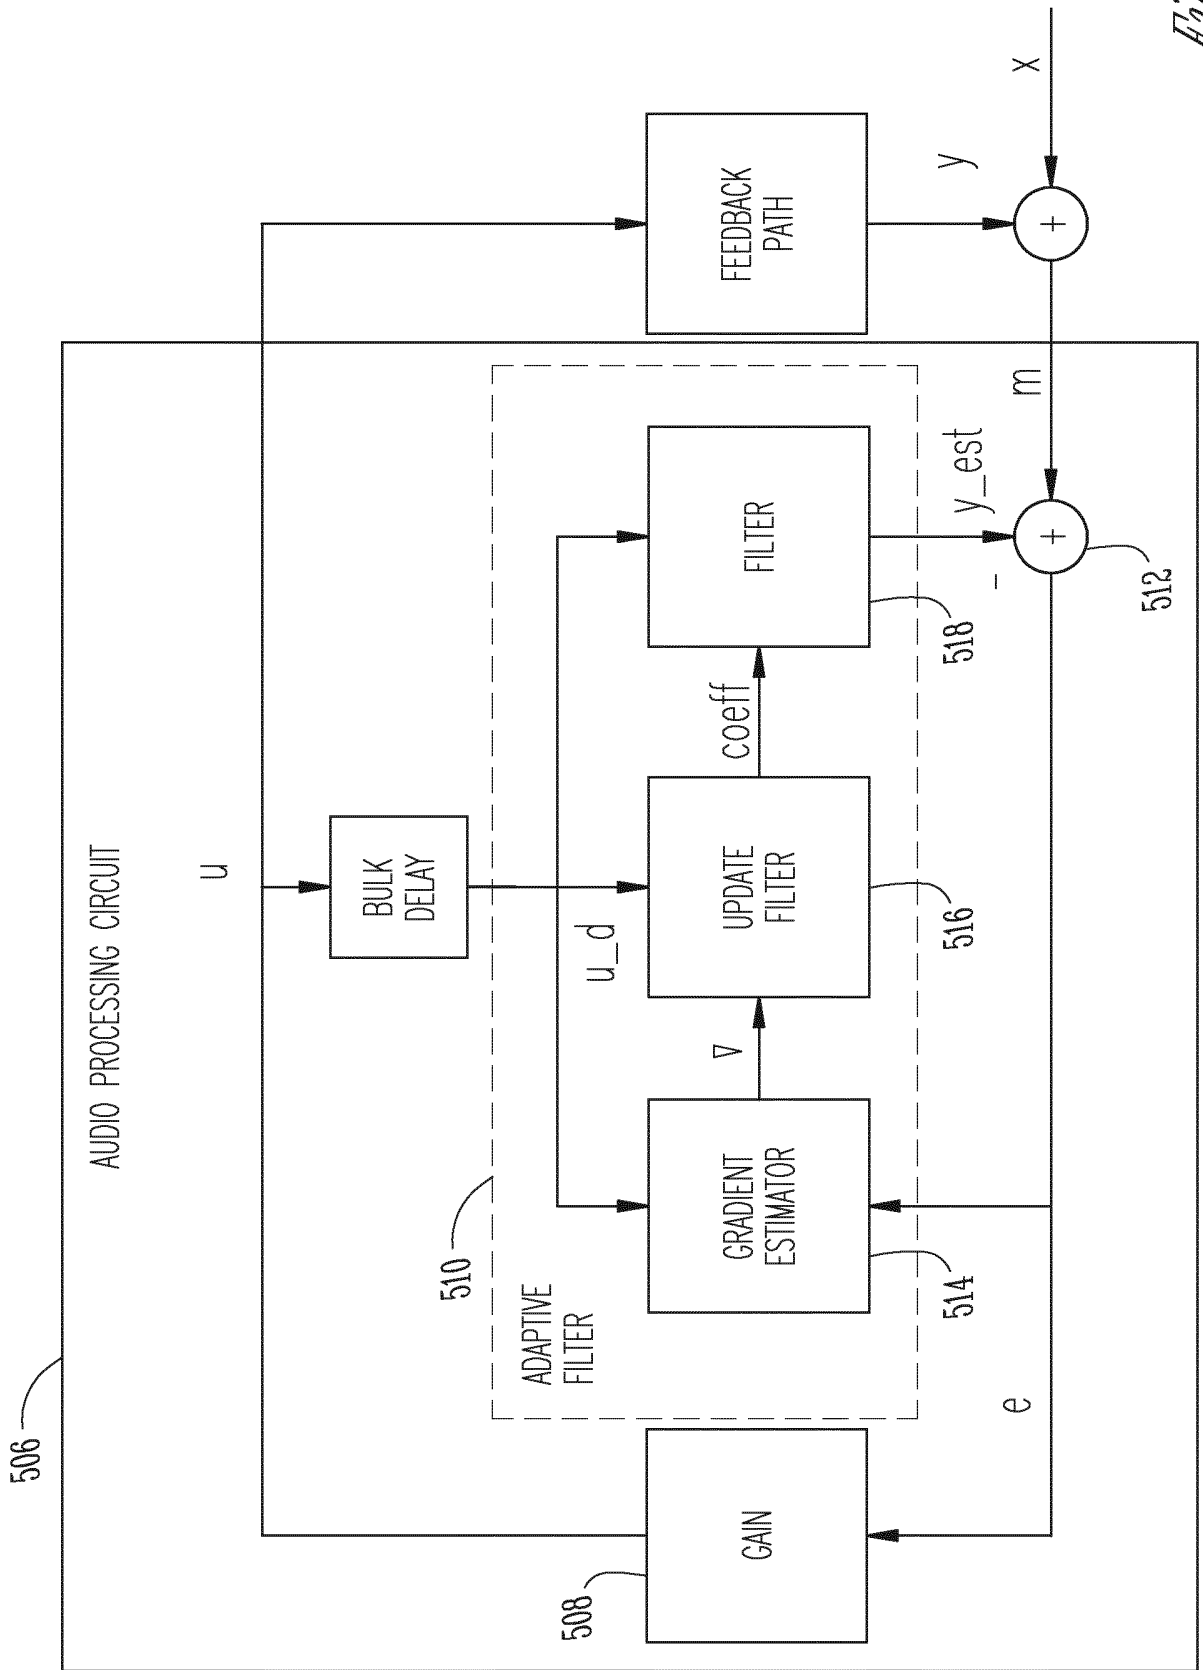 506
AUDIO PROCESSING CIRCUIT
u
BULK
DELAY
510
ADAPTIVE
FILTER
u_d
508
GAIN
GRADIENT
ESTIMATOR
∇
UPDATE
FILTER
coeff
FILTER
FEEDBACK
PATH
514
516
518
-
y_est
y
e
+
m
+
x
512